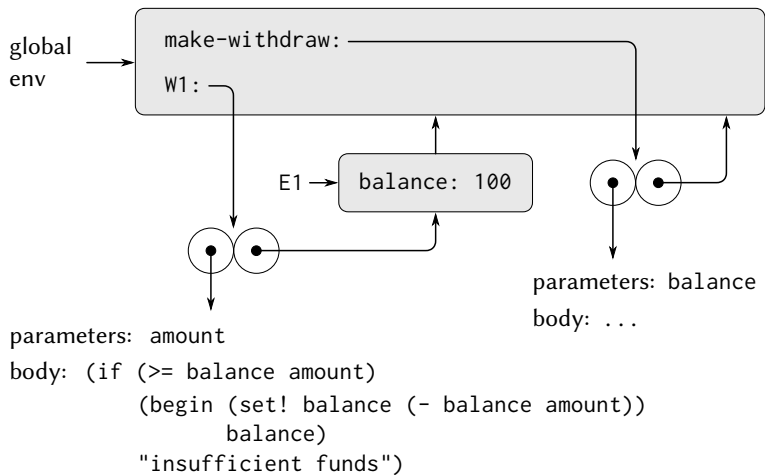 global
env
make-withdraw:
W1:
E1
balance: 100
parameters: balance
body: ...
parameters: amount
body: (if (>= balance amount)
(begin (set! balance (- balance amount))
balance)
"insufficient funds")